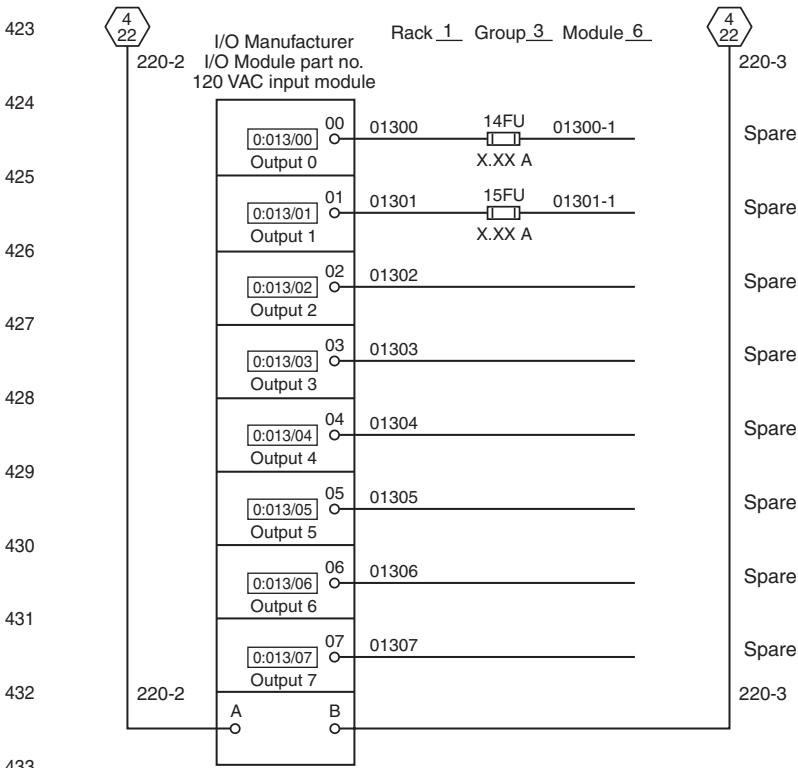 423
4
22
I/O Manufacturer
I/O Module part no.
120 VAC input module
Rack 1 Group 3 Module 6
4
22
220-2
220-3
424
00
0:013/00
Output 0
01300
14FU
X.XX A
01300-1
Spare
425
01
0:013/01
Output 1
01301
15FU
X.XX A
01301-1
Spare
426
02
0:013/02
Output 2
01302
Spare
427
03
0:013/03
Output 3
01303
Spare
428
04
0:013/04
Output 4
01304
Spare
429
05
0:013/05
Output 5
01305
Spare
430
06
0:013/06
Output 6
01306
Spare
431
07
0:013/07
Output 7
01307
Spare
432
220-2
220-3
A
B
433